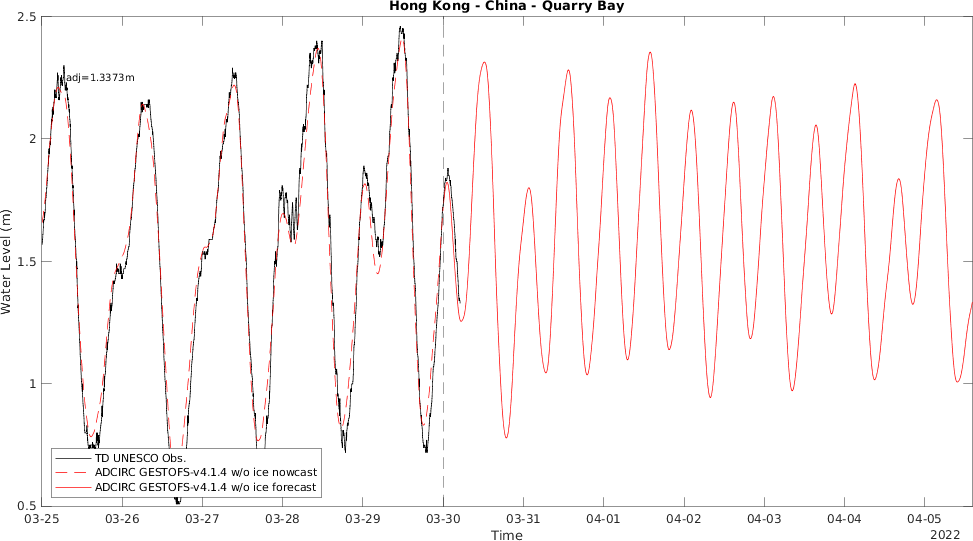 Hong Kong - China - Quarry Bay
2.5
adj=1.3373m
2
Water Level (m)
1.5
1
TD UNESCO Obs.
ADCIRC GESTOFS-v4.1.4 w/o ice nowcast
ADCIRC GESTOFS-v4.1.4 w/o ice forecast
0.5
03-25 03-26 03-27 03-28 03-29 03-30 03-31 04-01 04-02 04-03 04-04 04-05
Time
2022